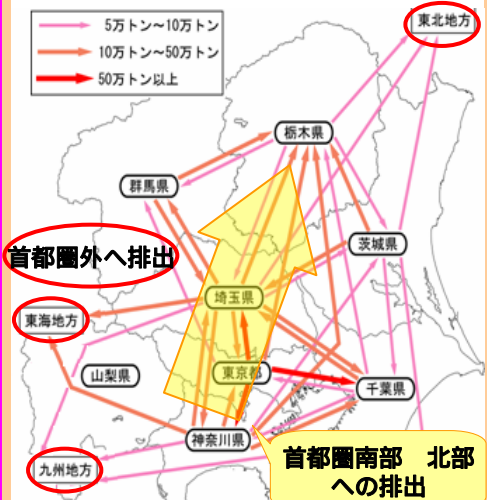 5万トン～10万トン
10万トン～50万トン
50万トン以上
東北地方
栃木県
群馬県
茨城県
首都圏外へ排出
埼玉県
東海地方
山梨県
東京都
千葉県
神奈川県
九州地方
首都圏南部　北部
への排出